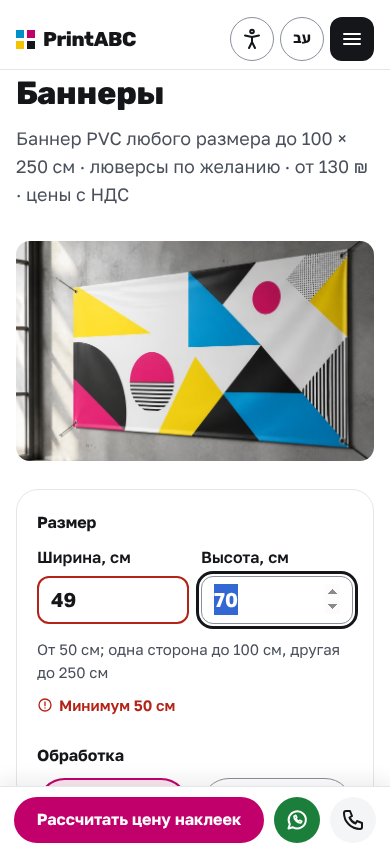 PrintABC
עב
Баннеры
Баннер PVC любого размера до 100 ×
250 см · люверсы по желанию · от 130 ₪
· цены с НДС
Размер
Ширина, см
Высота, см
49
70
От 50 см; одна сторона до 100 см, другая
до 250 см
Минимум 50 см
Обработка
Рассчитать цену наклеек